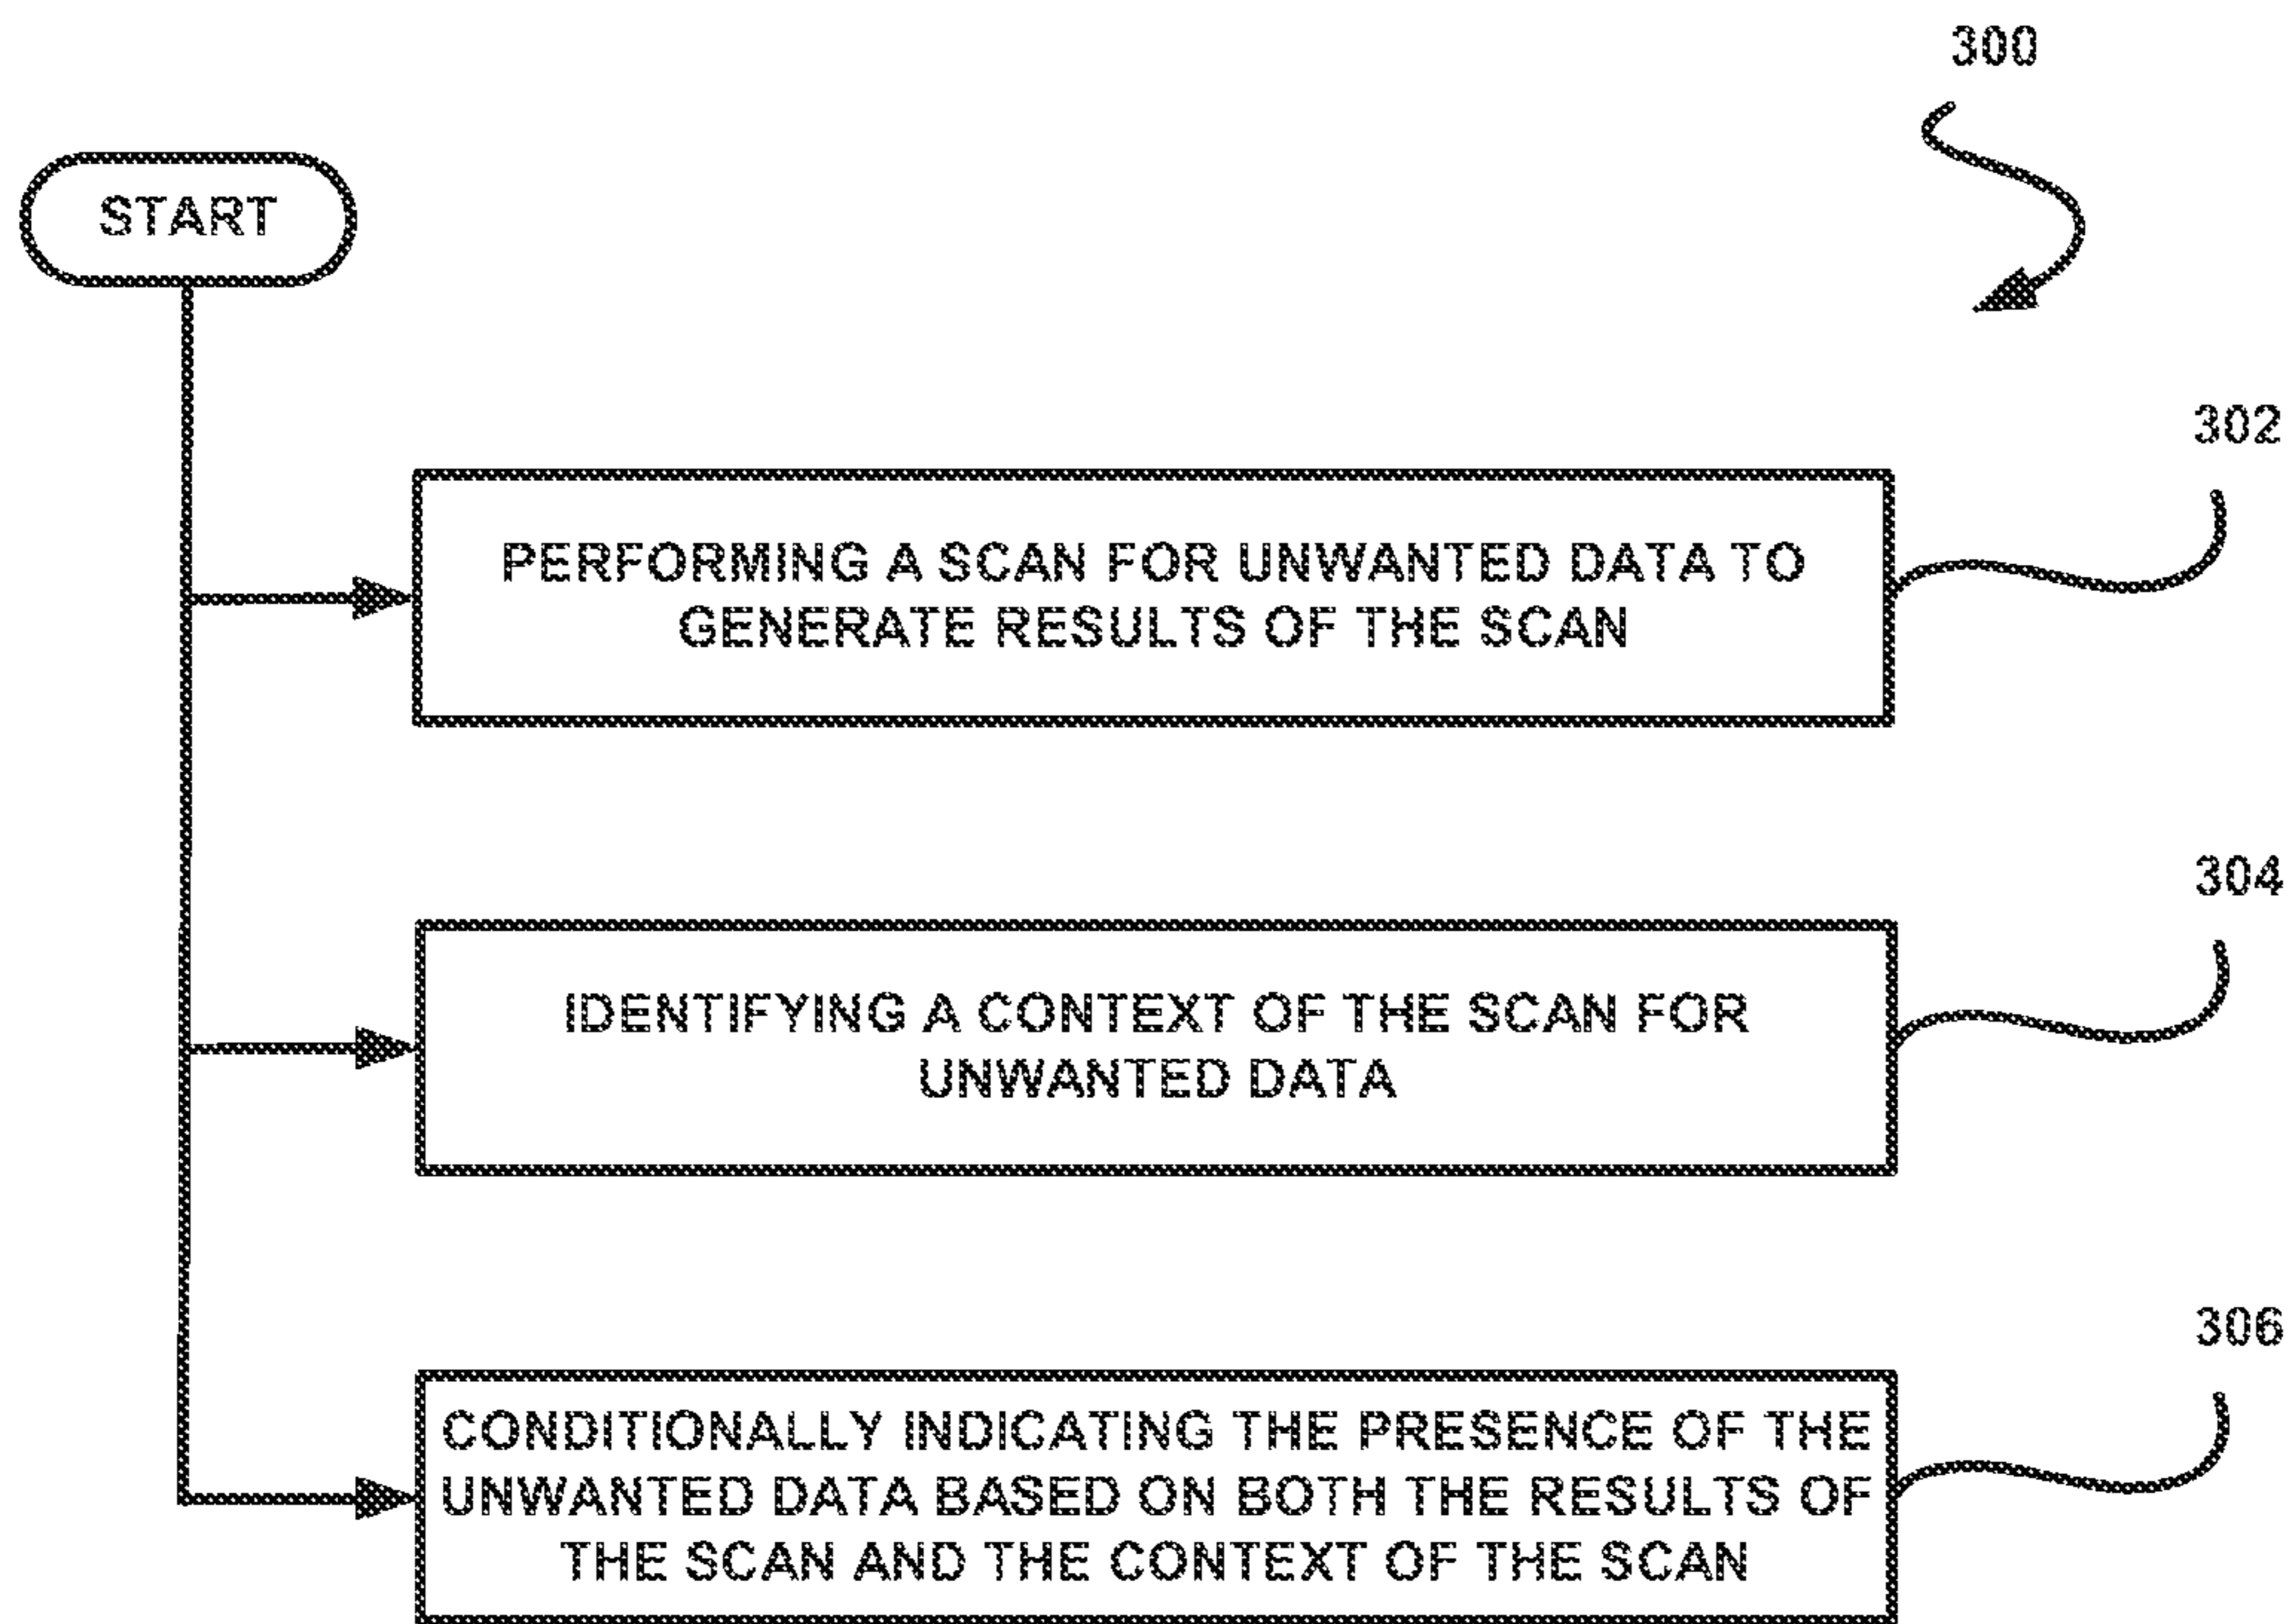 300
START
302
PERFORMING A SCAN FOR UNWANTED DATA TO
GENERATE RESULTS OF THE SCAN
304
IDENTIFYING A CONTEXT OF THE SCAN FOR
UNWANTED DATA
306
CONDITIONALLY INDICATING THE PRESENCE OF THE
UNWANTED DATA BASED ON BOTH THE RESULTS OF
THE SCAN AND THE CONTEXT OF THE SCAN